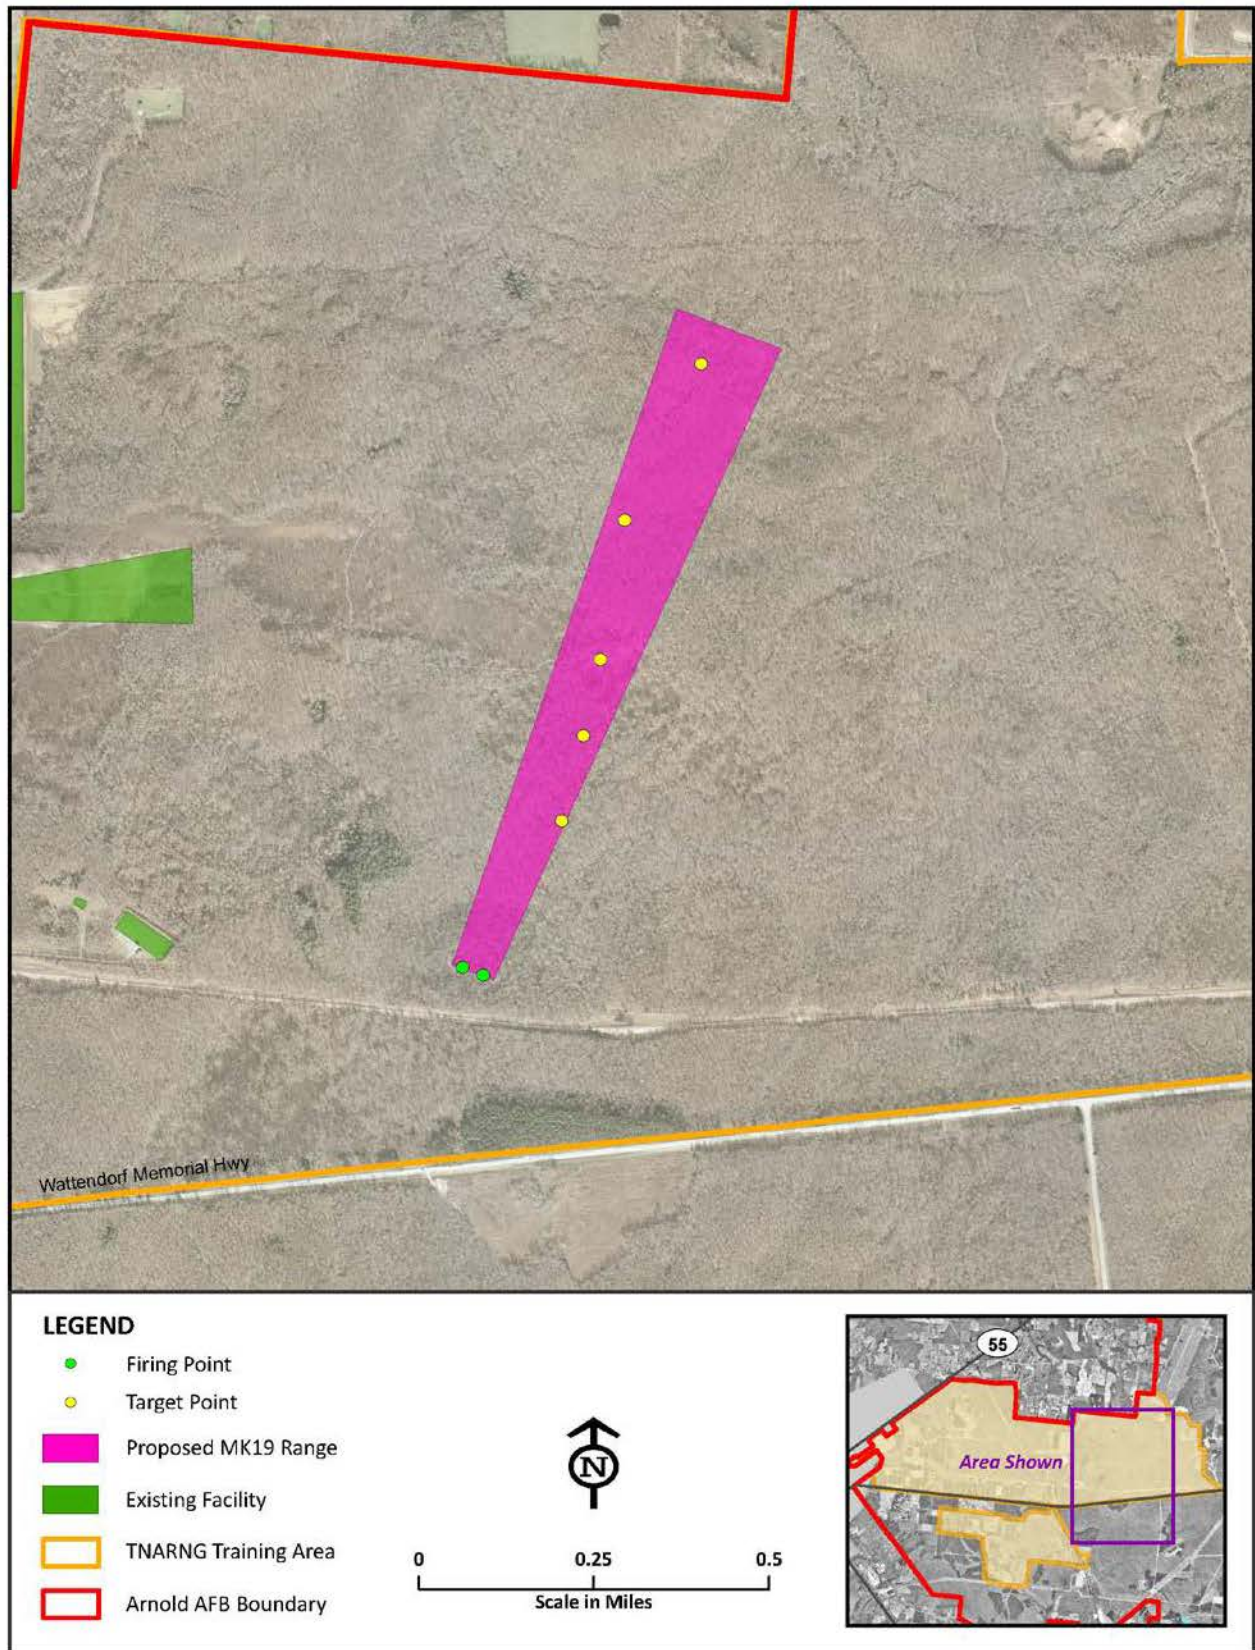 Wattendorf Memorial Hwy
LEGEND
Firing Point
Target Point
Proposed MK19 Range
Existing Facility
TNARNG Training Area
Arnold AFB Boundary
N
0 0.25 0.5
Scale in Miles
55
Area Shown